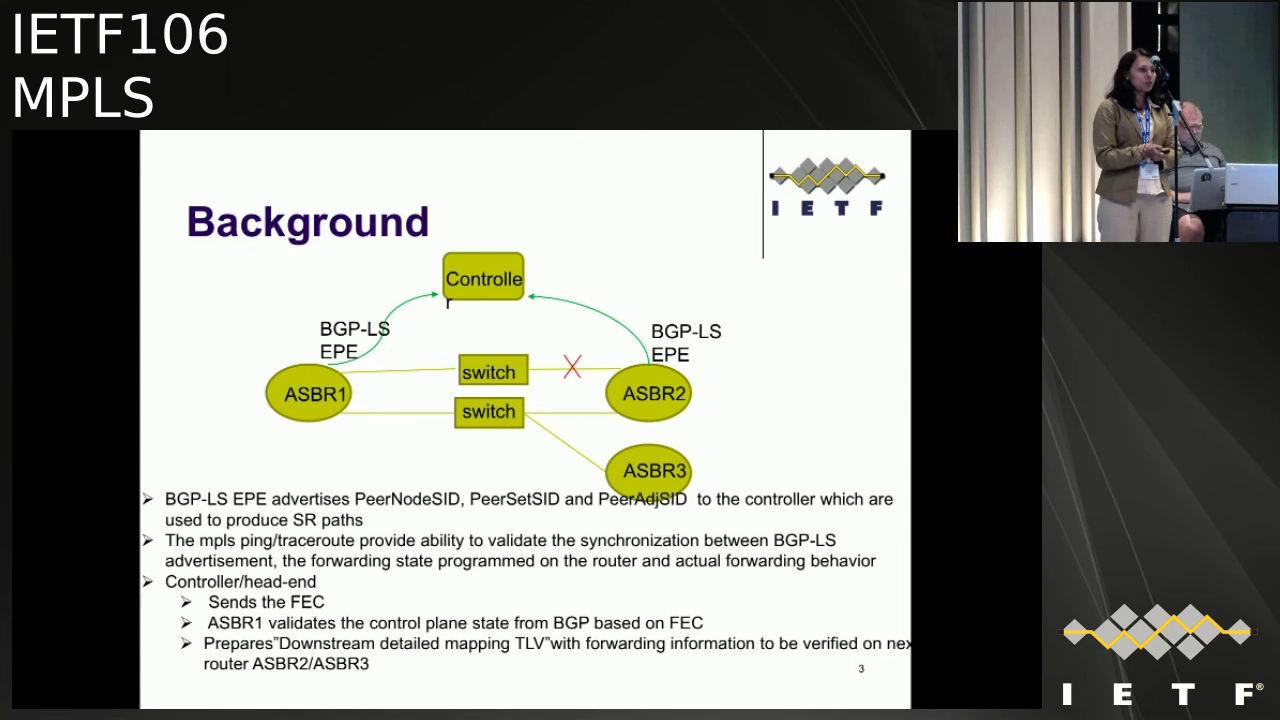 IETF106
MPLS
Background
I E T F
Controlle
r
BGP-LS
EPE
BGP-LS
EPE
switch
ASBR1
ASBR2
switch
ASBR3
➢ BGP-LS EPE advertises PeerNodeSID, PeerSetSID and PeerAdjSID to the controller which are
used to produce SR paths
➢ The mpls ping/traceroute provide ability to validate the synchronization between BGP-LS
advertisement, the forwarding state programmed on the router and actual forwarding behavior
➢ Controller/head-end
➢ Sends the FEC
➢ ASBR1 validates the control plane state from BGP based on FEC
➢ Prepares"Downstream detailed mapping TLV"with forwarding information to be verified on nex
router ASBR2/ASBR3
3
I E T F®